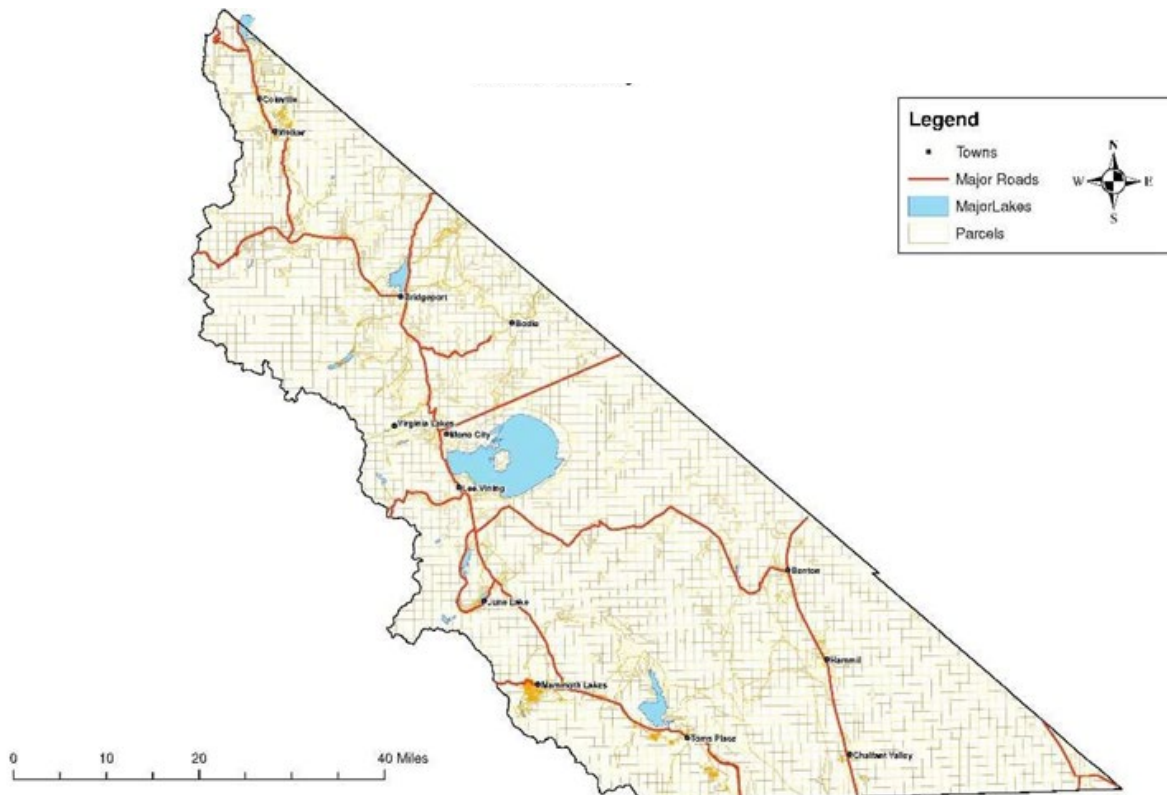 Coleville
Walker
Legend
Towns
Major Roads
MajorLakes
Parcels
N
W E
S
Bridgeport
Bodie
Virginia Lakes
Mono City
Lee Vining
Benton
June Lake
Hammil
Mammoth Lakes
Toms Place
Chalfant Valley
0 20 40 Miles